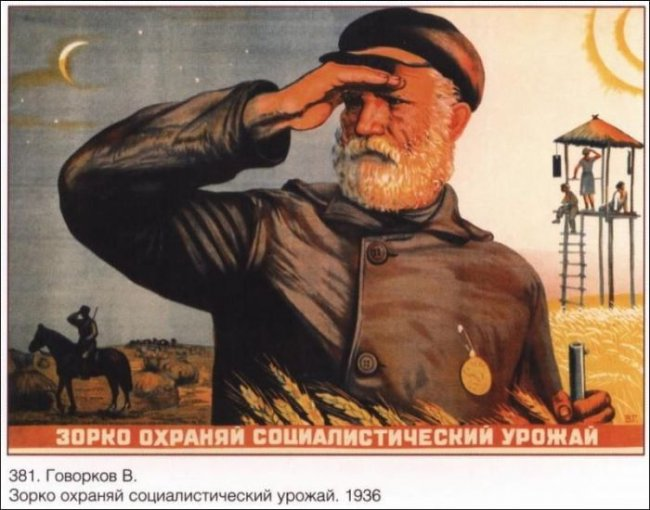 ЗОРКО ОХРАНЯЙ СОЦИАЛИСТИЧЕСКИЙ УРОЖАЙ
381. Говорков В.
Зорко охраняй социалистический урожай. 1936